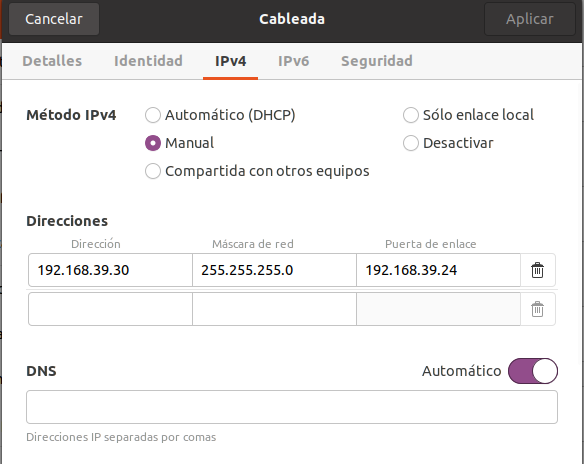 Cancelar Cableada Aplicar
Detalles Identidad IPv4 IPv6 Seguridad
Método IPv4 Automático (DHCP) Sólo enlace local
Manual Desactivar
Compartida con otros equipos
Direcciones
Dirección Máscara de red Puerta de enlace
192.168.39.30 255.255.255.0 192.168.39.24
DNS Automático
Direcciones IP separadas por comas